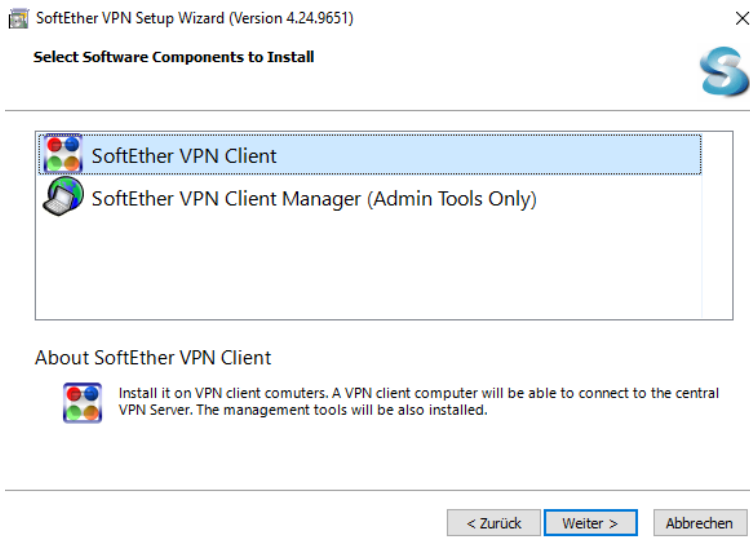 SoftEther VPN Setup Wizard (Version 4.24.9651)
Select Software Components to Install
SoftEther VPN Client
SoftEther VPN Client Manager (Admin Tools Only)
About SoftEther VPN Client
Install it on VPN client comuters. A VPN client computer will be able to connect to the central
VPN Server. The management tools will be also installed.
< Zurück
Weiter >
Abbrechen